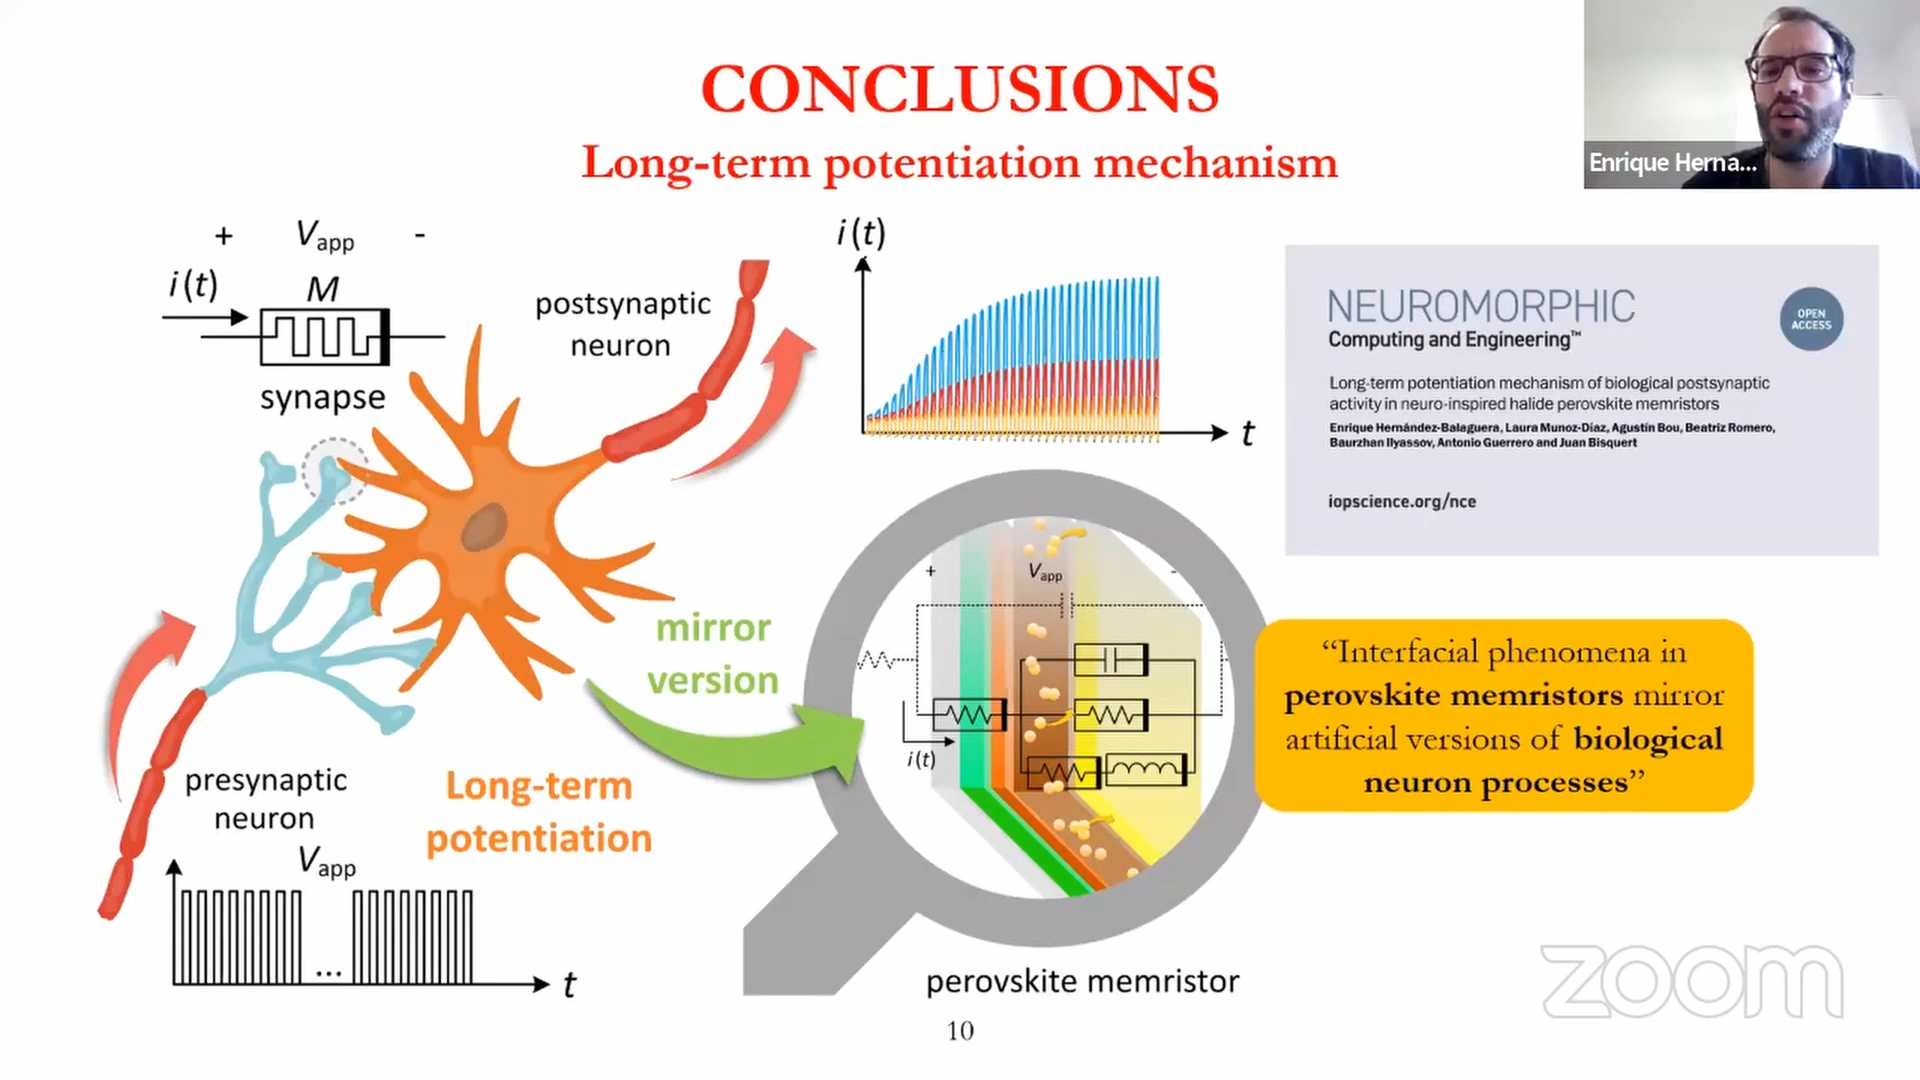 CONCLUSIONS
Long-term potentiation mechanism
Enrique Herna...
+ Vapp -
i(t)
M
synapse
postsynaptic
neuron
i(t)
t
NEUROMORPHIC
Computing and Engineering™
OPEN
ACCESS
Long-term potentiation mechanism of biological postsynaptic
activity in neuro-inspired halide perovskite memristors
Enrique Hernández-Balaguera, Laura Munoz-Díaz, Agustín Bou, Beatriz Romero,
Baurzhan Ilyassov, Antonio Guerrero and Juan Bisquert
iopscience.org/nce
mirror
version
+ Vapp -
i(t)
“Interfacial phenomena in
perovskite memristors mirror
artificial versions of biological
neuron processes”
presynaptic
neuron
Long-term
potentiation
Vapp
...
t
perovskite memristor
zoom
10